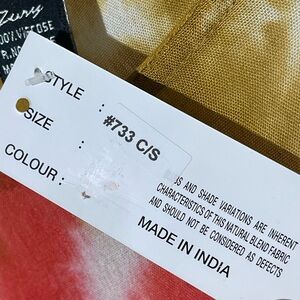 Zury
100% VISCOSE
R.NO
STYLE :
SIZE :
COLOUR :
#733 C/S
AND SHADE VARIATIONS ARE INHERENT
CHARACTERISTICS OF THIS NATURAL BLEND FABRIC
AND SHOULD NOT BE CONSIDERED AS DEFECTS
MADE IN INDIA